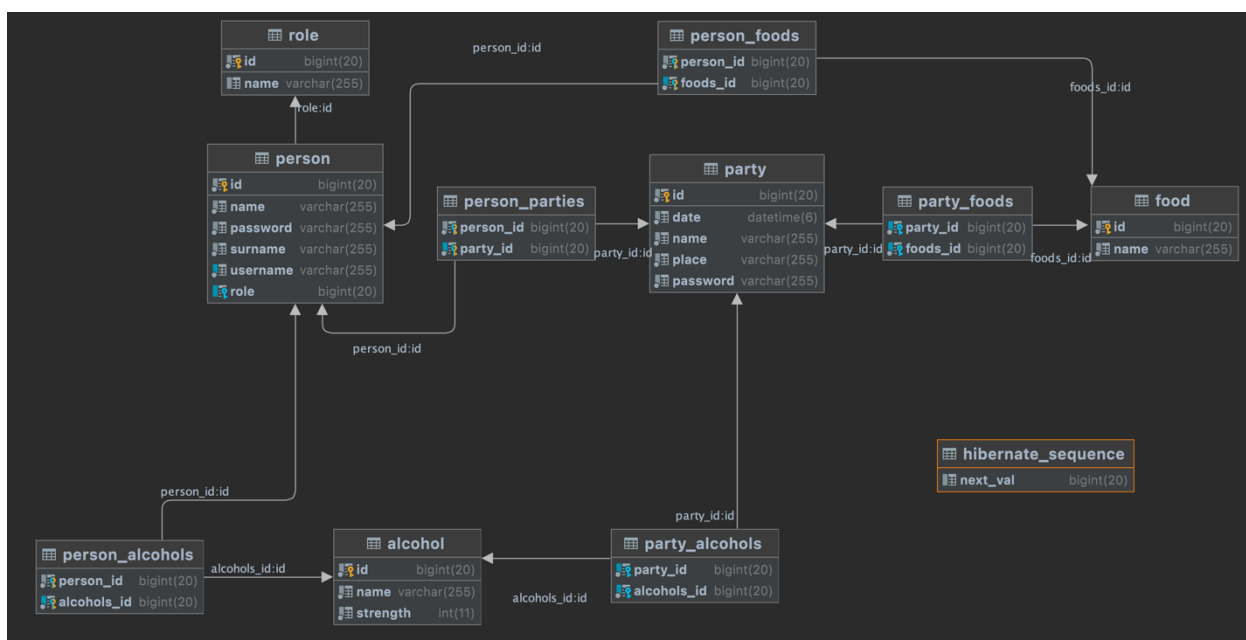 role
id bigint(20)
name varchar(255)
role:id
person_foods
person_id bigint(20)
foods_id bigint(20)
person_id:id
foods_id:id
person
id bigint(20)
name varchar(255)
password varchar(255)
surname varchar(255)
username varchar(255)
role bigint(20)
person_parties
person_id bigint(20)
party_id bigint(20)
party_id:id
person_id:id
party
id bigint(20)
date datetime(6)
name varchar(255)
place varchar(255)
password varchar(255)
party_foods
party_id bigint(20)
foods_id bigint(20)
party_id:id
foods_id:id
food
id bigint(20)
name varchar(255)
hibernate_sequence
next_val bigint(20)
person_id:id
person_alcohols
person_id bigint(20)
alcohols_id bigint(20)
alcohols_id:id
alcohol
id bigint(20)
name varchar(255)
strength int(11)
party_id:id
party_alcohols
party_id bigint(20)
alcohols_id bigint(20)
alcohols_id:id